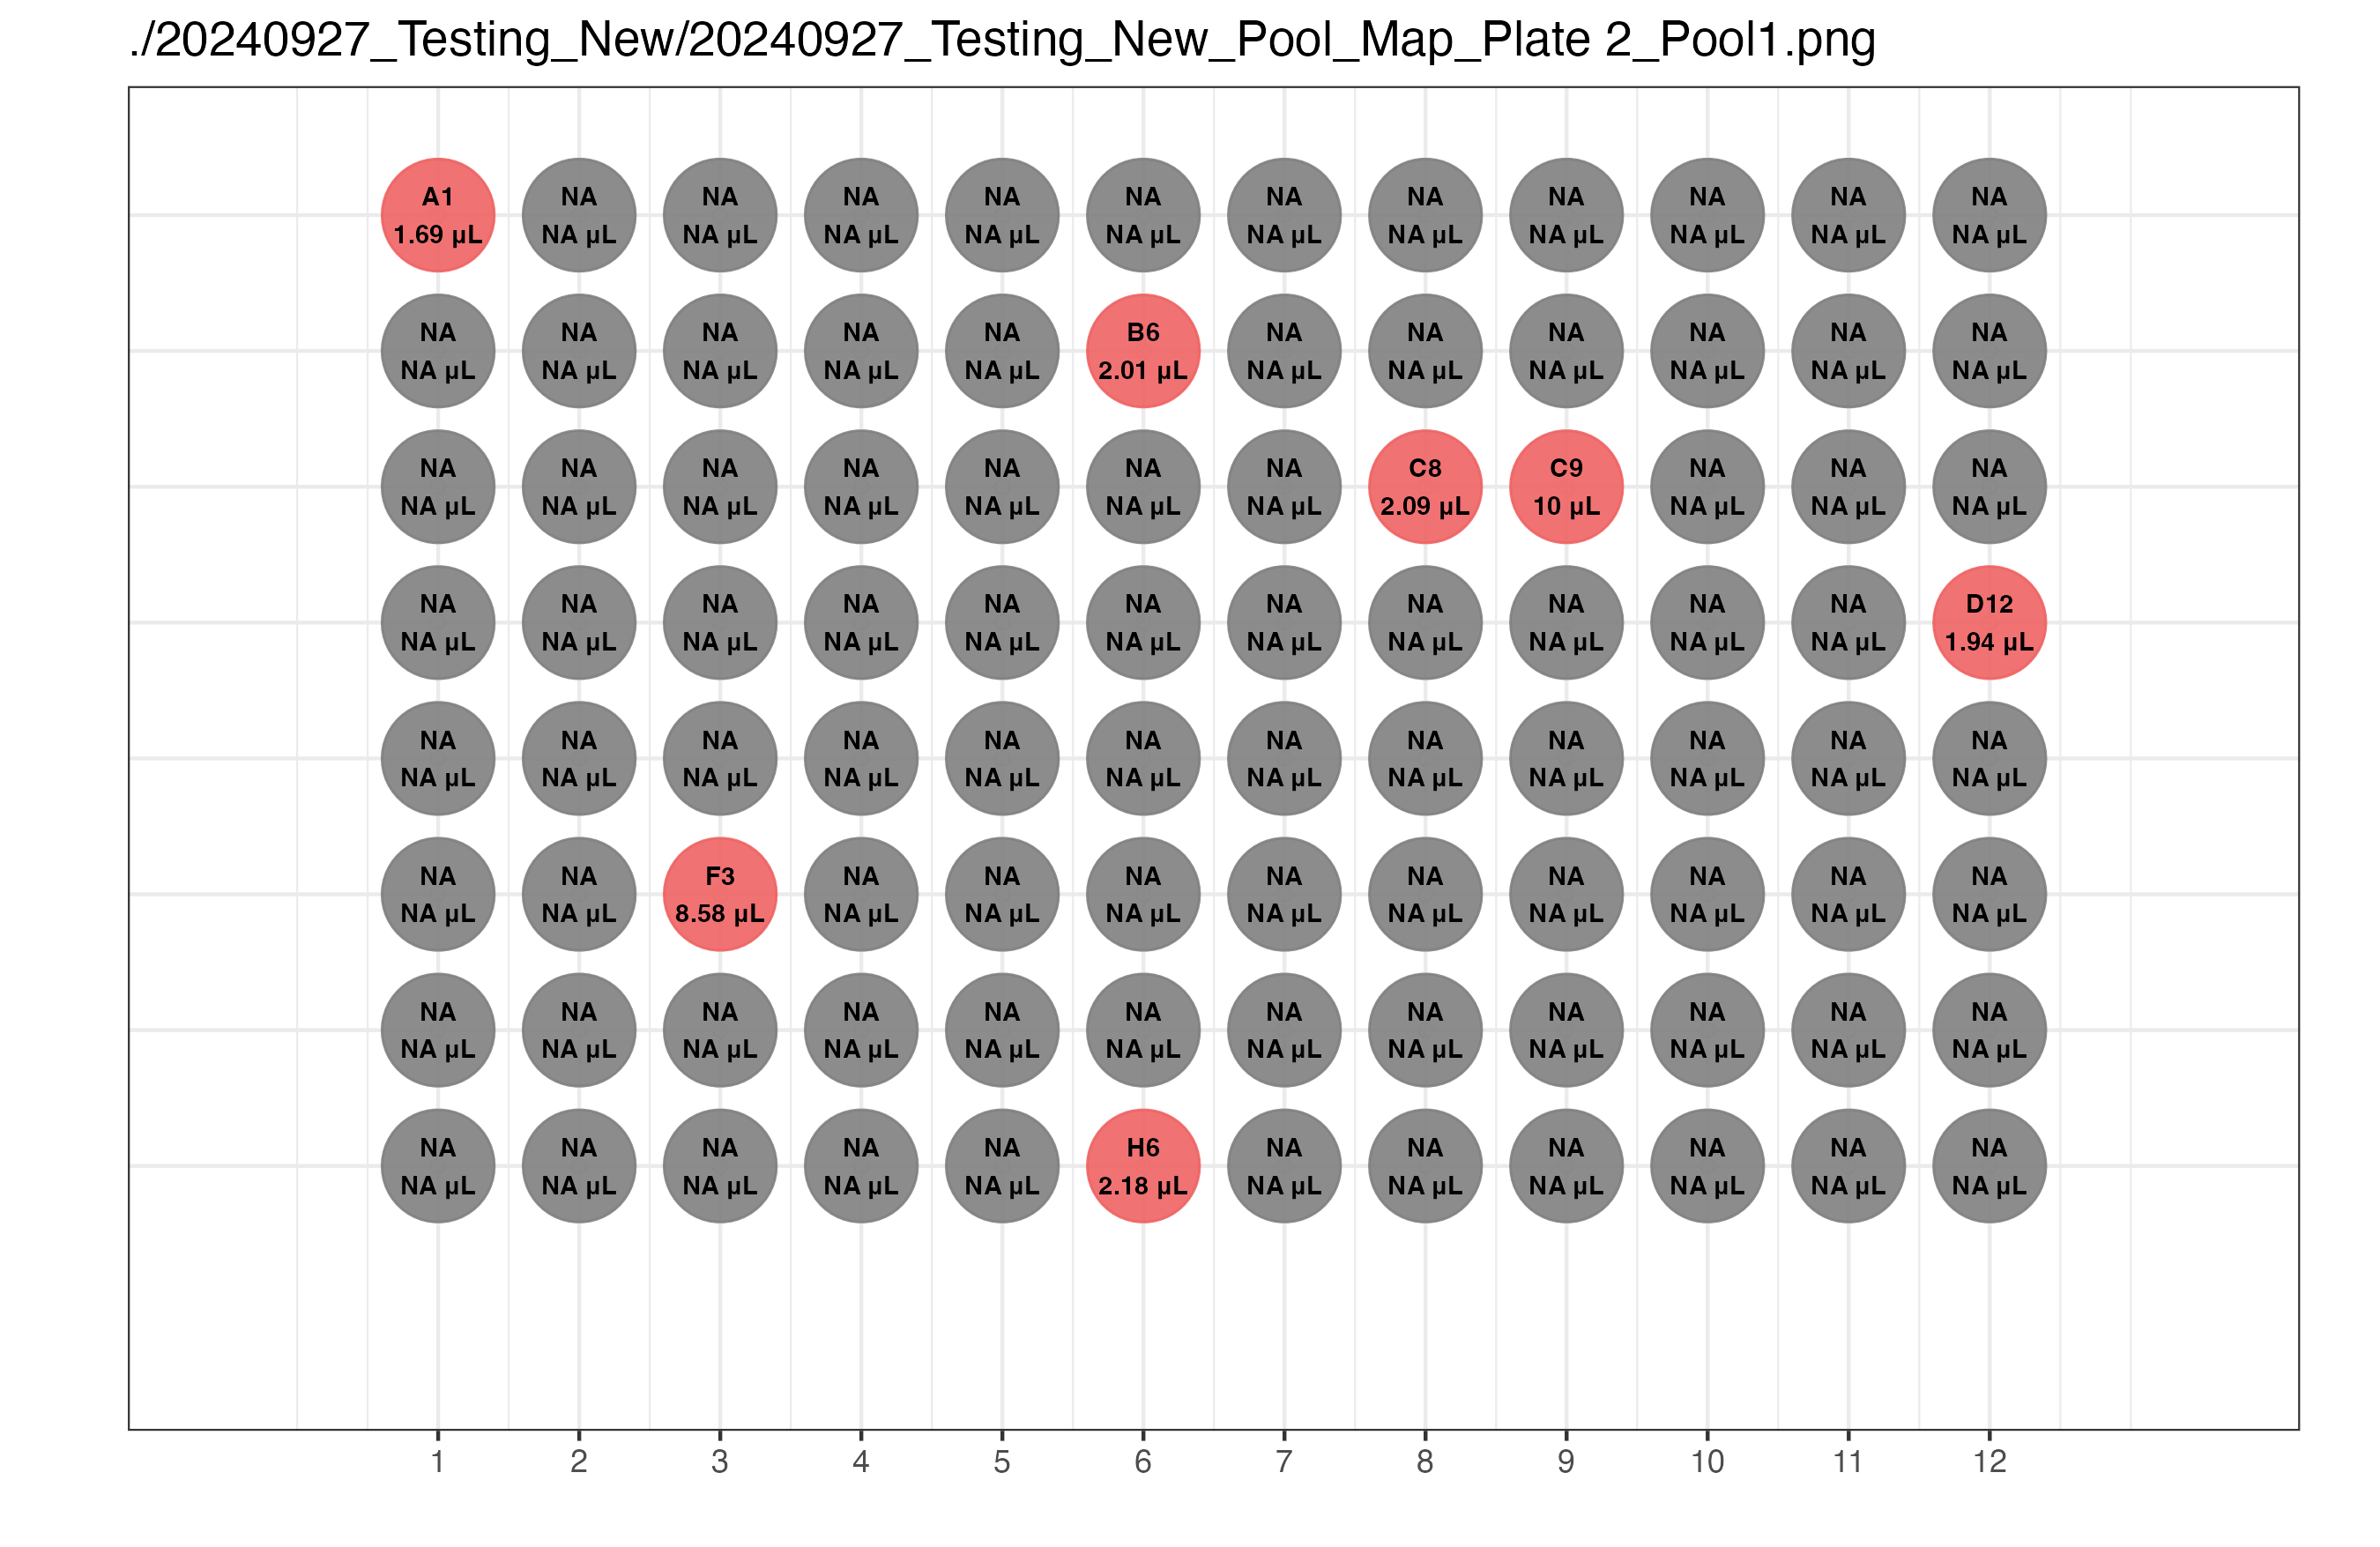 ./20240927_Testing_New/20240927_Testing_New_Pool_Map_Plate 2_Pool1.png
A1 NA NA NA NA NA NA NA NA NA NA NA
1.69 µL NA µL NA µL NA µL NA µL NA µL NA µL NA µL NA µL NA µL NA µL NA µL
NA NA NA NA NA B6 NA NA NA NA NA NA
NA µL NA µL NA µL NA µL NA µL 2.01 µL NA µL NA µL NA µL NA µL NA µL NA µL
NA NA NA NA NA NA NA C8 C9 NA NA NA
NA µL NA µL NA µL NA µL NA µL NA µL NA µL 2.09 µL 10 µL NA µL NA µL NA µL
NA NA NA NA NA NA NA NA NA NA NA D12
NA µL NA µL NA µL NA µL NA µL NA µL NA µL NA µL NA µL NA µL NA µL 1.94 µL
NA NA NA NA NA NA NA NA NA NA NA NA
NA µL NA µL NA µL NA µL NA µL NA µL NA µL NA µL NA µL NA µL NA µL NA µL
NA NA F3 NA NA NA NA NA NA NA NA NA
NA µL NA µL 8.58 µL NA µL NA µL NA µL NA µL NA µL NA µL NA µL NA µL NA µL
NA NA NA NA NA NA NA NA NA NA NA NA
NA µL NA µL NA µL NA µL NA µL NA µL NA µL NA µL NA µL NA µL NA µL NA µL
NA NA NA NA NA H6 NA NA NA NA NA NA
NA µL NA µL NA µL NA µL NA µL 2.18 µL NA µL NA µL NA µL NA µL NA µL NA µL
1 2 3 4 5 6 7 8 9 10 11 12